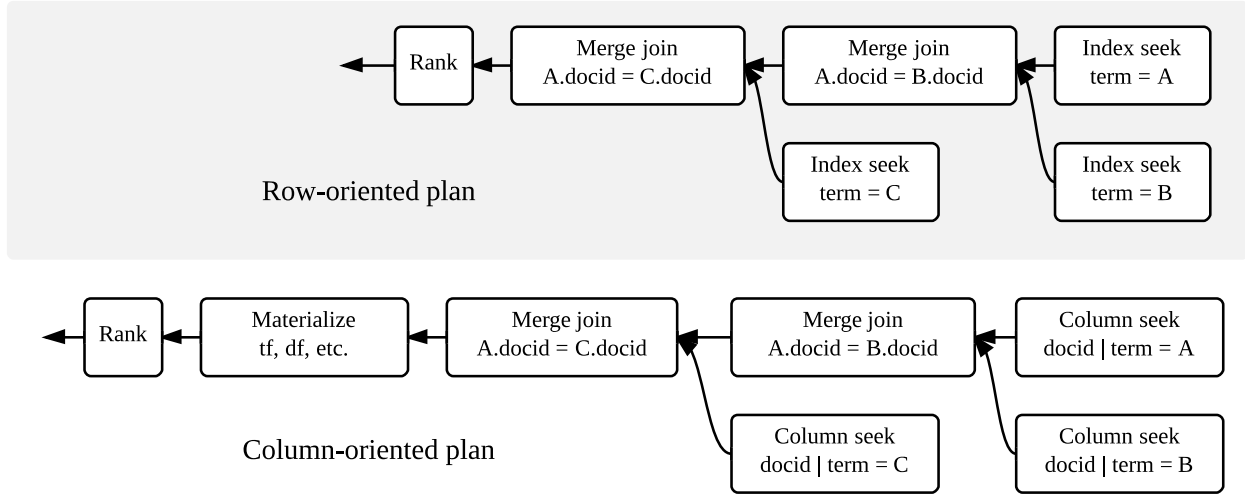 Rank
Merge join
A.docid = C.docid
Merge join
A.docid = B.docid
Index seek
term = A
Index seek
term = C
Index seek
term = B
Row-oriented plan
Rank
Materialize
tf, df, etc.
Merge join
A.docid = C.docid
Merge join
A.docid = B.docid
Column seek
docid | term = A
Column seek
docid | term = C
Column seek
docid | term = B
Column-oriented plan